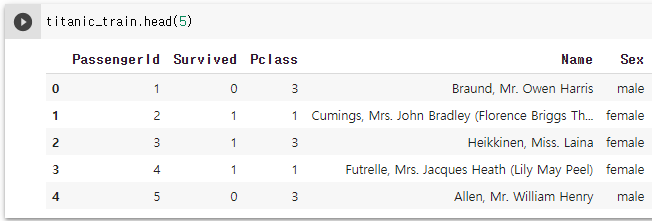 titanic_train.head(5)
PassengerId Survived Pclass Name Sex
0 1 0 3 Braund, Mr. Owen Harris male
1 2 1 1 Cumings, Mrs. John Bradley (Florence Briggs Th... female
2 3 1 3 Heikkinen, Miss. Laina female
3 4 1 1 Futrelle, Mrs. Jacques Heath (Lily May Peel) female
4 5 0 3 Allen, Mr. William Henry male